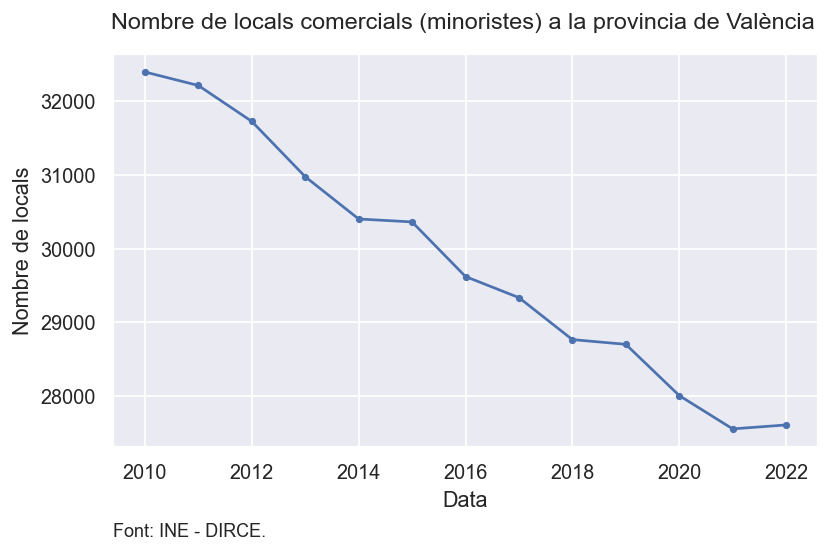 Nombre de locals comercials (minoristes) a la provincia de València
32000
31000
30000
29000
28000
Nombre de locals
2010 2012 2014 2016 2018 2020 2022
Data
Font: INE - DIRCE.